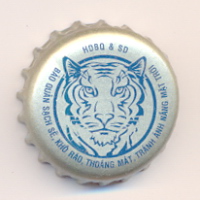 HDBQ & SD
BẢO QUẢN SẠCH SẼ, KHÔ RÁO, THOÁNG MÁT, TRÁNH ÁNH NẮNG MẶT TRỜI